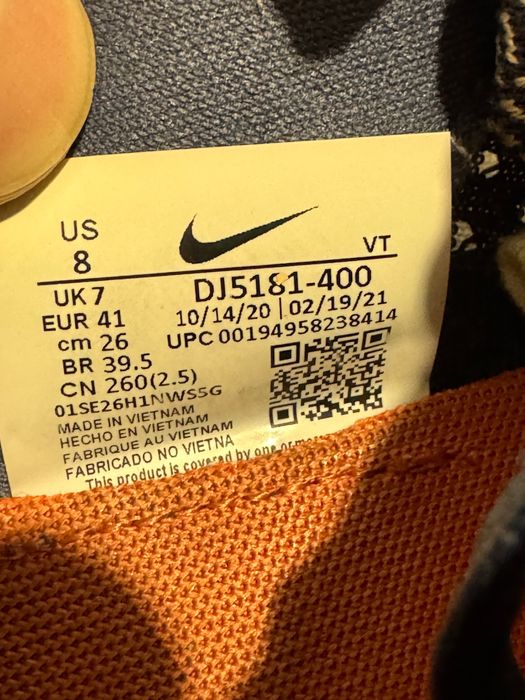 US
8
VT
UK 7
DJ5181-400
EUR 41
10/14/20 | 02/19/21
cm 26
UPC 00194958238414
BR 39.5
CN 260(2.5)
01SE26H1NWS5G
MADE IN VIETNAM
HECHO EN VIETNAM
FABRIQUE AU VIETNAM
FABRICADO NO VIETNA
This product is covered by one or more